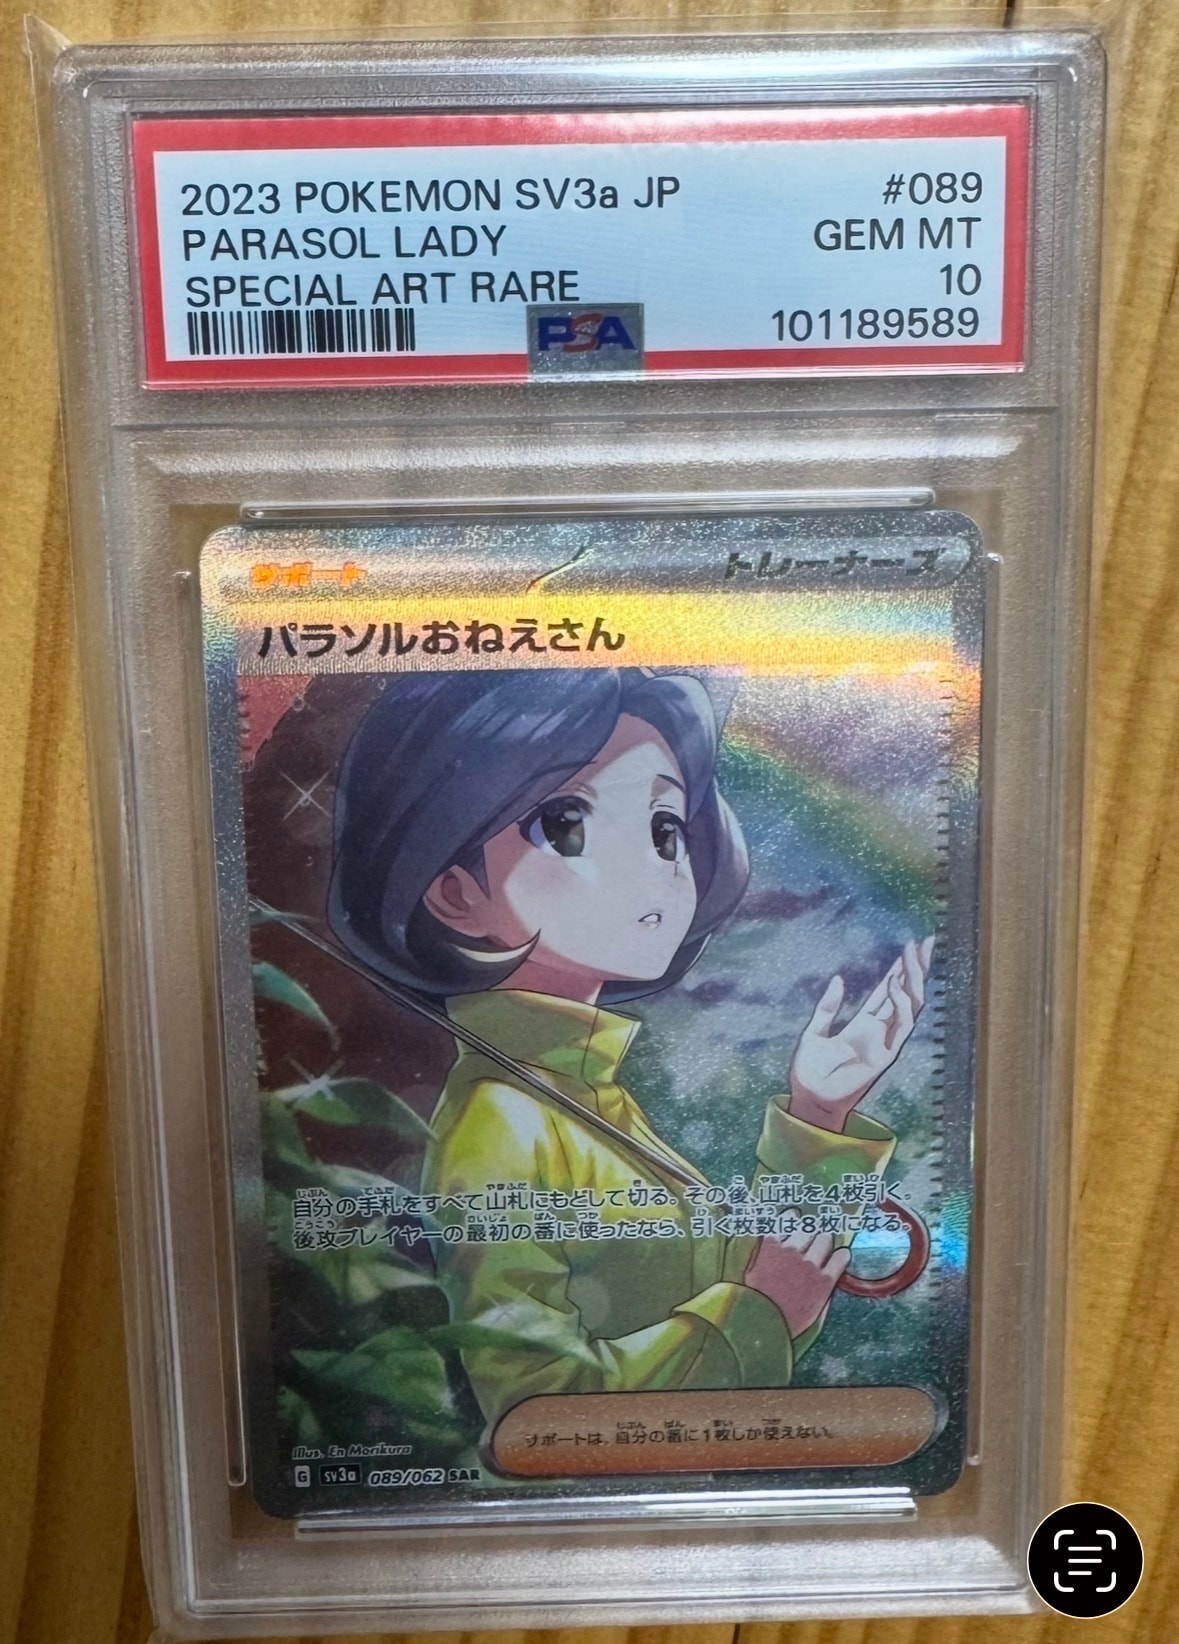 2023 POKEMON SV3a JP #089
PARASOL LADY GEM MT
SPECIAL ART RARE 10
PSA 101189589
サポート トレーナーズ
パラソルおねえさん
自分の手札をすべて山札にもどして切る。その後、山札を4枚引く。
後攻プレイヤーの最初の番に使ったなら、引く枚数は8枚になる。
サポートは、自分の番に1枚しか使えない。
Illus. En Morikura
G sv3a 089/062 SAR